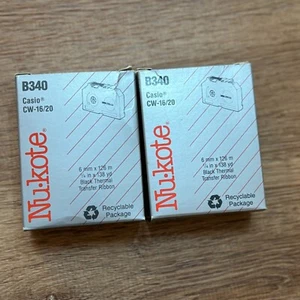 B340
Casio®
CW-16/20
Nu-kote®
6 mm x 126 m
¼ in x 138 yd
Black Thermal
Transfer Ribbon
Recyclable
Package
B340
Casio®
CW-16/20
Nu-kote®
6 mm x 126 m
¼ in x 138 yd
Black Thermal
Transfer Ribbon
Recyclable
Package